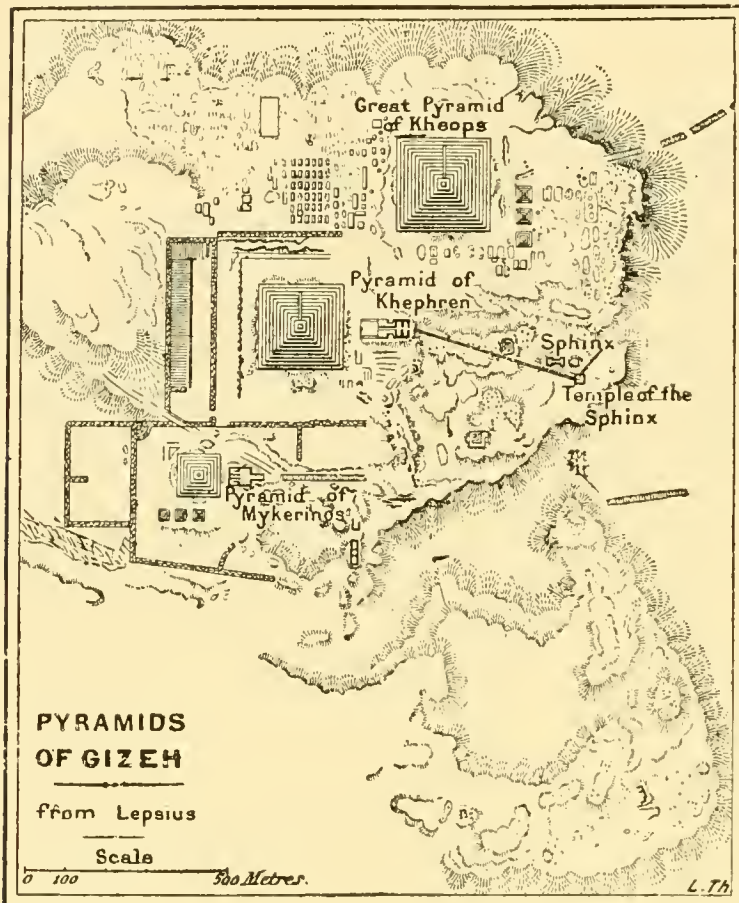 Great Pyramid
of Kheops
Pyramid of
Khephren
Sphinx
Temple of the
Sphinx
Pyramid of
Mykerinos
PYRAMIDS
OF GIZEH
from Lepsius
Scale
0 100 500 Metres.
L. Th.